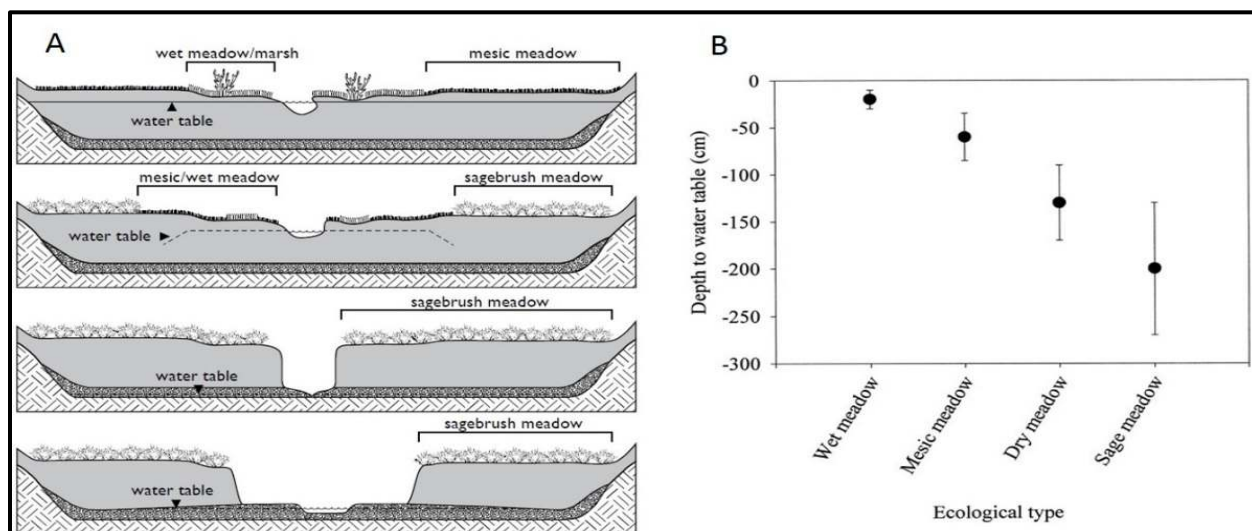 A
wet meadow/marsh
mesic meadow
water table
mesic/wet meadow
sagebrush meadow
water table
sagebrush meadow
water table
sagebrush meadow
water table
B
0
-50
-100
-150
-200
-250
-300
Depth to water table (cm)
Wet meadow
Mesic meadow
Dry meadow
Sage meadow
Ecological type